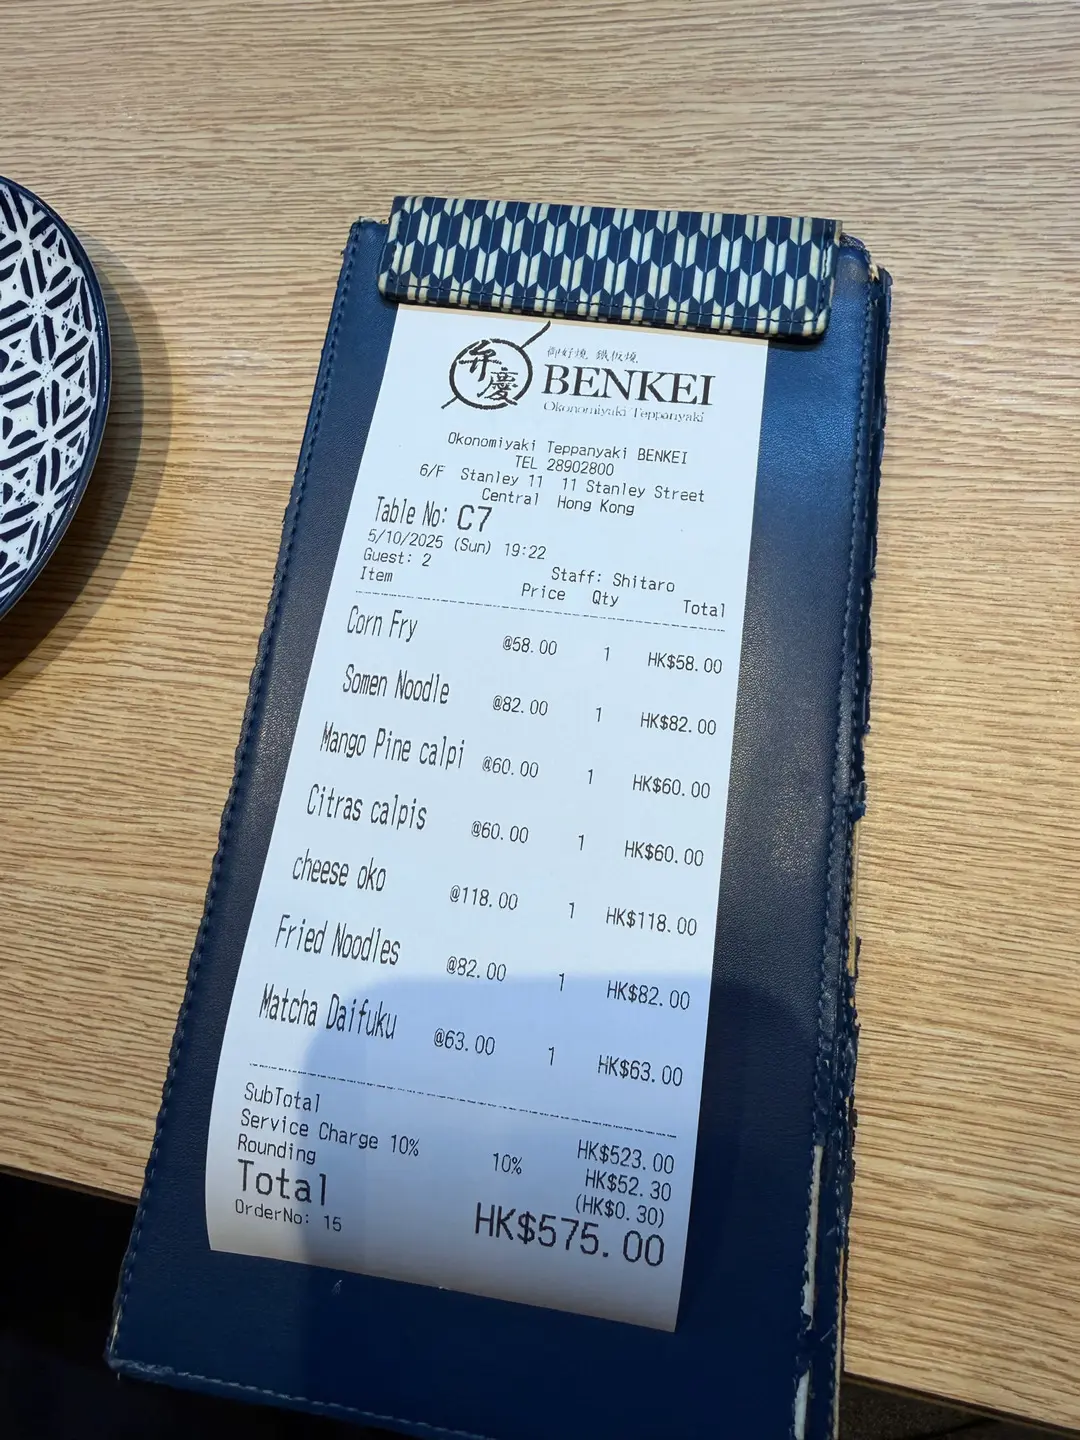 弁慶
御好燒 鐵板燒
BENKEI
Okonomiyaki Teppanyaki
Okonomiyaki Teppanyaki BENKEI
TEL 28902800
6/F Stanley 11 11 Stanley Street
Central Hong Kong
Table No: C7
5/10/2025 (Sun) 19:22
Guest: 2 Staff: Shitaro
Item Price Qty Total
Corn Fry @58.00 1 HK$58.00
Somen Noodle @82.00 1 HK$82.00
Mango Pine calpi @60.00 1 HK$60.00
Citras calpis @60.00 1 HK$60.00
cheese oko @118.00 1 HK$118.00
Fried Noodles @82.00 1 HK$82.00
Matcha Daifuku @63.00 1 HK$63.00
SubTotal HK$523.00
Service Charge 10% 10% HK$52.30
Rounding (HK$0.30)
Total HK$575.00
OrderNo: 15